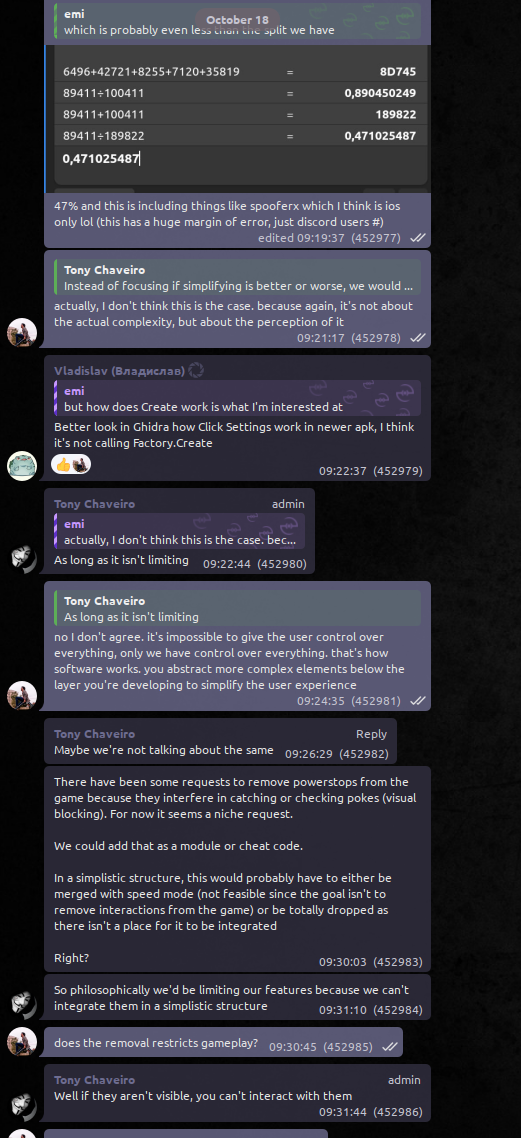 emi
October 18
which is probably even less than the split we have
6496+42721+8255+7120+35819 = 8D745
89411÷100411 = 0,890450249
89411+100411 = 189822
89411÷189822 = 0,471025487
0,471025487
47% and this is including things like spooferx which I think is ios
only lol (this has a huge margin of error, just discord users #)
edited 09:19:37 (452977)
Tony Chaveiro
Instead of focusing if simplifying is better or worse, we would ...
actually, I don't think this is the case. because again, it's not about
the actual complexity, but about the perception of it
09:21:17 (452978)
Vladislav (Владислав)
emi
but how does Create work is what I'm interested at
Better look in Ghidra how Click Settings work in newer apk, I think
it's not calling Factory.Create
09:22:37 (452979)
Tony Chaveiro admin
emi
actually, I don't think this is the case. bec...
As long as it isn't limiting 09:22:44 (452980)
Tony Chaveiro
As long as it isn't limiting
no I don't agree. it's impossible to give the user control over
everything, only we have control over everything. that's how
software works. you abstract more complex elements below the
layer you're developing to simplify the user experience
09:24:35 (452981)
Tony Chaveiro Reply
Maybe we're not talking about the same 09:26:29 (452982)
There have been some requests to remove powerstops from the
game because they interfere in catching or checking pokes (visual
blocking). For now it seems a niche request.
We could add that as a module or cheat code.
In a simplistic structure, this would probably have to either be
merged with speed mode (not feasible since the goal isn't to
remove interactions from the game) or be totally dropped as
there isn't a place for it to be integrated
Right?
09:30:03 (452983)
So philosophically we'd be limiting our features because we can't
integrate them in a simplistic structure 09:31:10 (452984)
does the removal restricts gameplay? 09:30:45 (452985)
Tony Chaveiro admin
Well if they aren't visible, you can't interact with them
09:31:44 (452986)